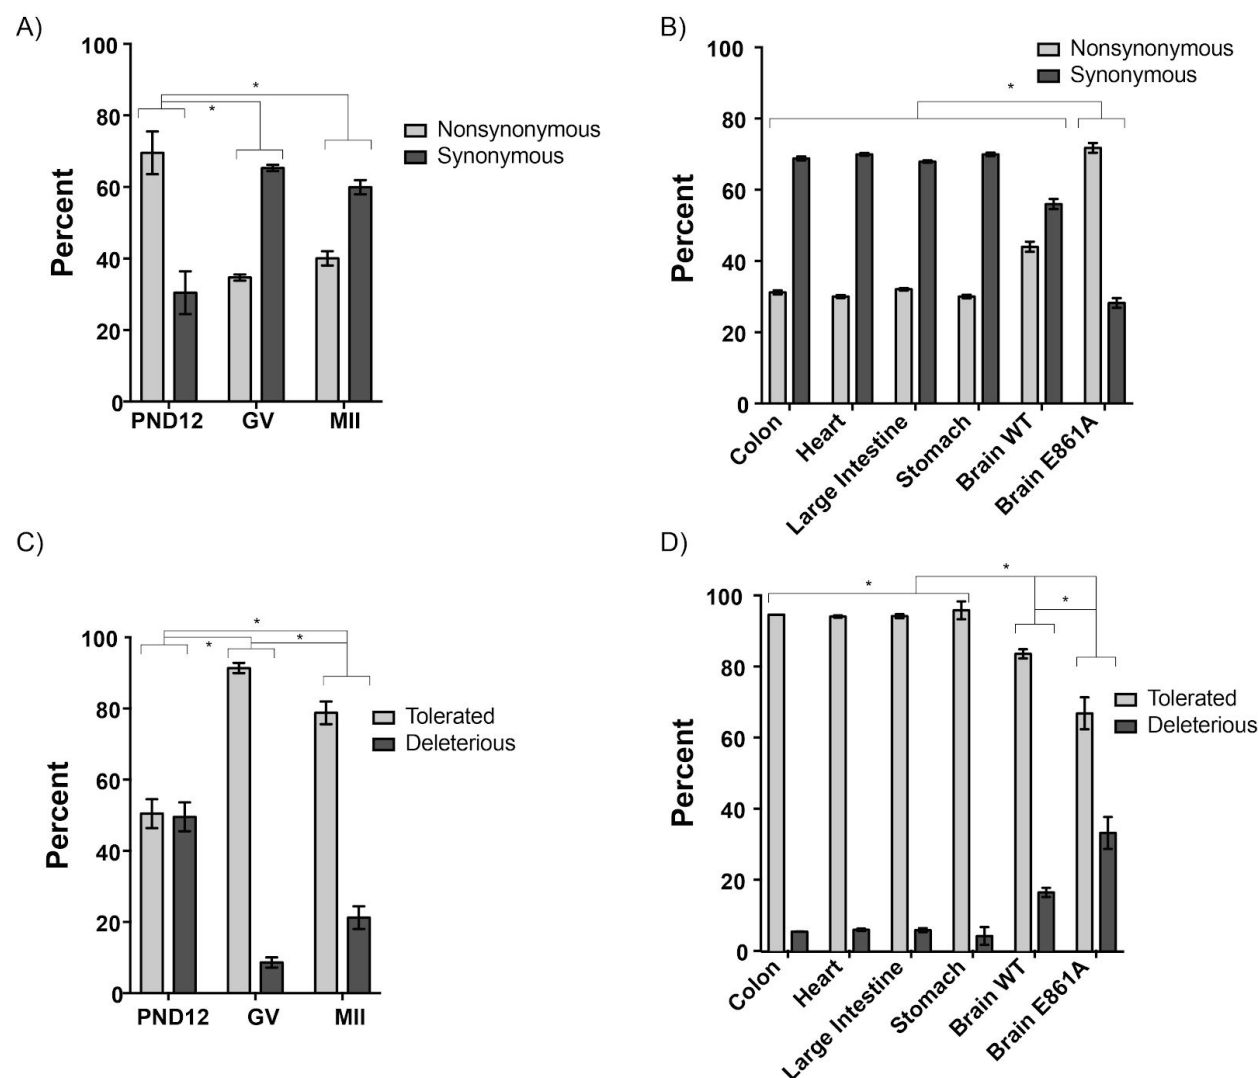 A)
100
80
60
40
20
0
Percent
*
*
Nonsynonymous
Synonymous
PND12 GV MII
B)
100
80
60
40
20
0
Percent
*
Nonsynonymous
Synonymous
Colon
Heart
Large Intestine
Stomach
Brain WT
Brain E861A
C)
100
80
60
40
20
0
Percent
*
*
*
Tolerated
Deleterious
PND12 GV MII
D)
100
80
60
40
20
0
Percent
*
*
*
Tolerated
Deleterious
Colon
Heart
Large Intestine
Stomach
Brain WT
Brain E861A